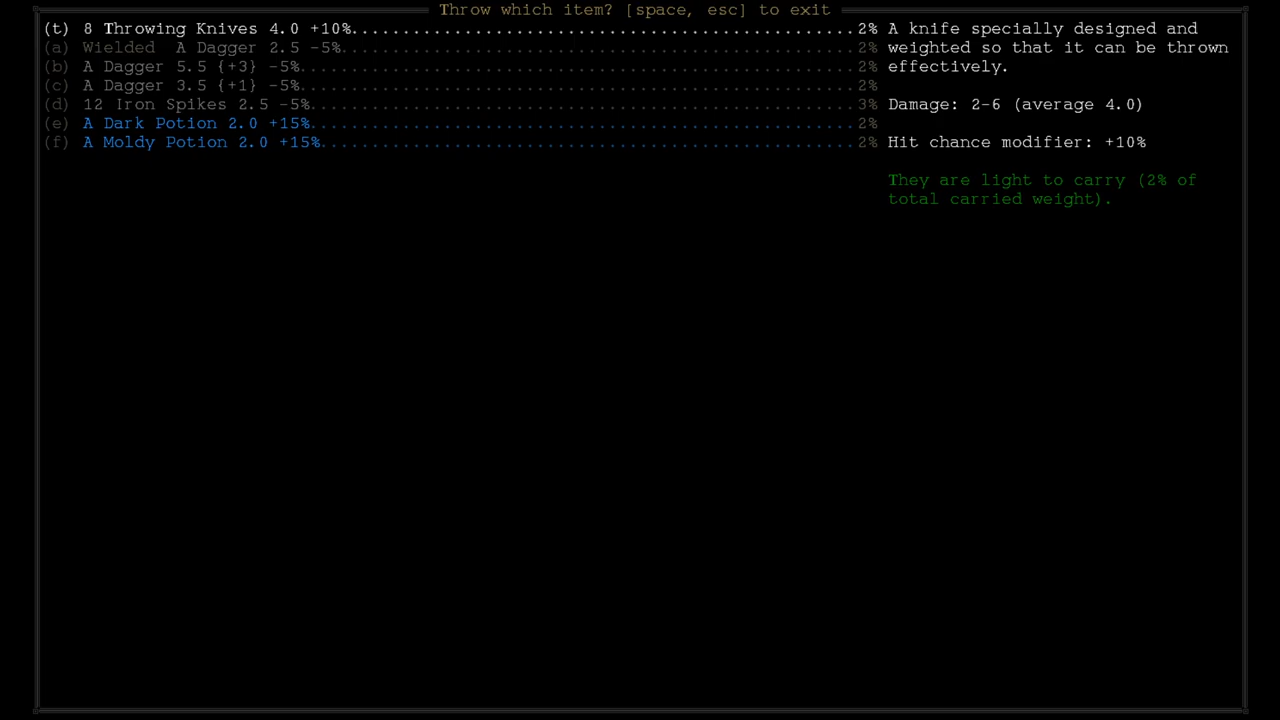 Throw which item? [space, esc] to exit
(t) 8 Throwing Knives 4.0 +10%.................................................2%
(a) Wielded  A Dagger 2.5 -5%..................................................2%
(b) A Dagger 5.5 {+3} -5%......................................................2%
(c) A Dagger 3.5 {+1} -5%......................................................2%
(d) 12 Iron Spikes 2.5 -5%.....................................................3%
(e) A Dark Potion 2.0 +15%.....................................................2%
(f) A Moldy Potion 2.0 +15%....................................................2%
A knife specially designed and
weighted so that it can be thrown
effectively.
Damage: 2-6 (average 4.0)
Hit chance modifier: +10%
They are light to carry (2% of
total carried weight).